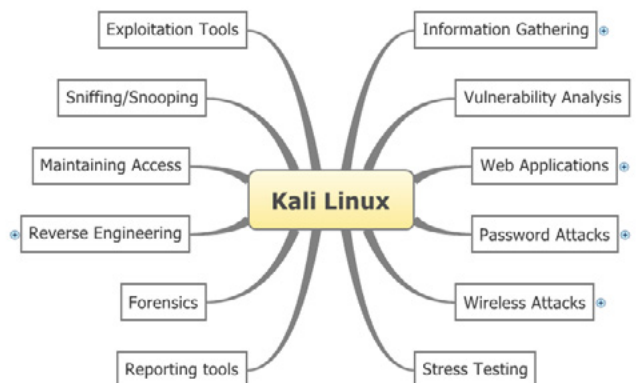 Exploitation Tools
Information Gathering
Sniffing/Snooping
Vulnerability Analysis
Maintaining Access
Web Applications
Kali Linux
Reverse Engineering
Password Attacks
Forensics
Wireless Attacks
Reporting tools
Stress Testing